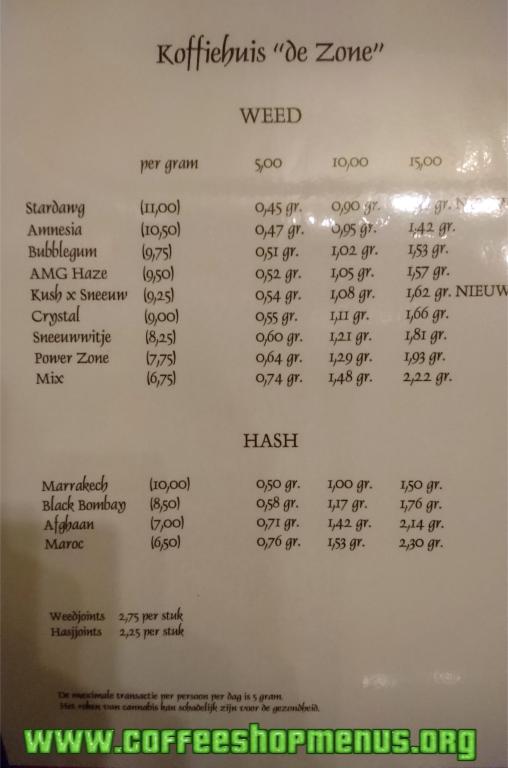 Koffiehuis "de Zone"
WEED
per gram 5,00 10,00 15,00
Stardawg (11,00) 0,45 gr. 0,90 gr. gr.
Amnesia (10,50) 0,47 gr. 0,95 gr. 1,42 gr.
Bubblegum (9,75) 0,51 gr. 1,02 gr. 1,53 gr.
AMG Haze (9,50) 0,52 gr. 1,05 gr. 1,57 gr.
Kush x Sneeuw (9,25) 0,54 gr. 1,08 gr. 1,62 gr. NIEUW
Crystal (9,00) 0,55 gr. 1,11 gr. 1,66 gr.
Sneeuwwitje (8,25) 0,60 gr. 1,21 gr. 1,81 gr.
Power Zone (7,75) 0,64 gr. 1,29 gr. 1,93 gr.
Mix (6,75) 0,74 gr. 1,48 gr. 2,22 gr.
HASH
Marrakech (10,00) 0,50 gr. 1,00 gr. 1,50 gr.
Black Bombay (8,50) 0,58 gr. 1,17 gr. 1,76 gr.
Afghaan (7,00) 0,71 gr. 1,42 gr. 2,14 gr.
Maroc (6,50) 0,76 gr. 1,53 gr. 2,30 gr.
Weedjoints 2,75 per stuk
Hasjjoints 2,25 per stuk
De maximale transactie per persoon per dag is 5 gram.
Het roken van cannabis kan schadelijk zijn voor de gezondheid.
www.coffeeshopmenus.org